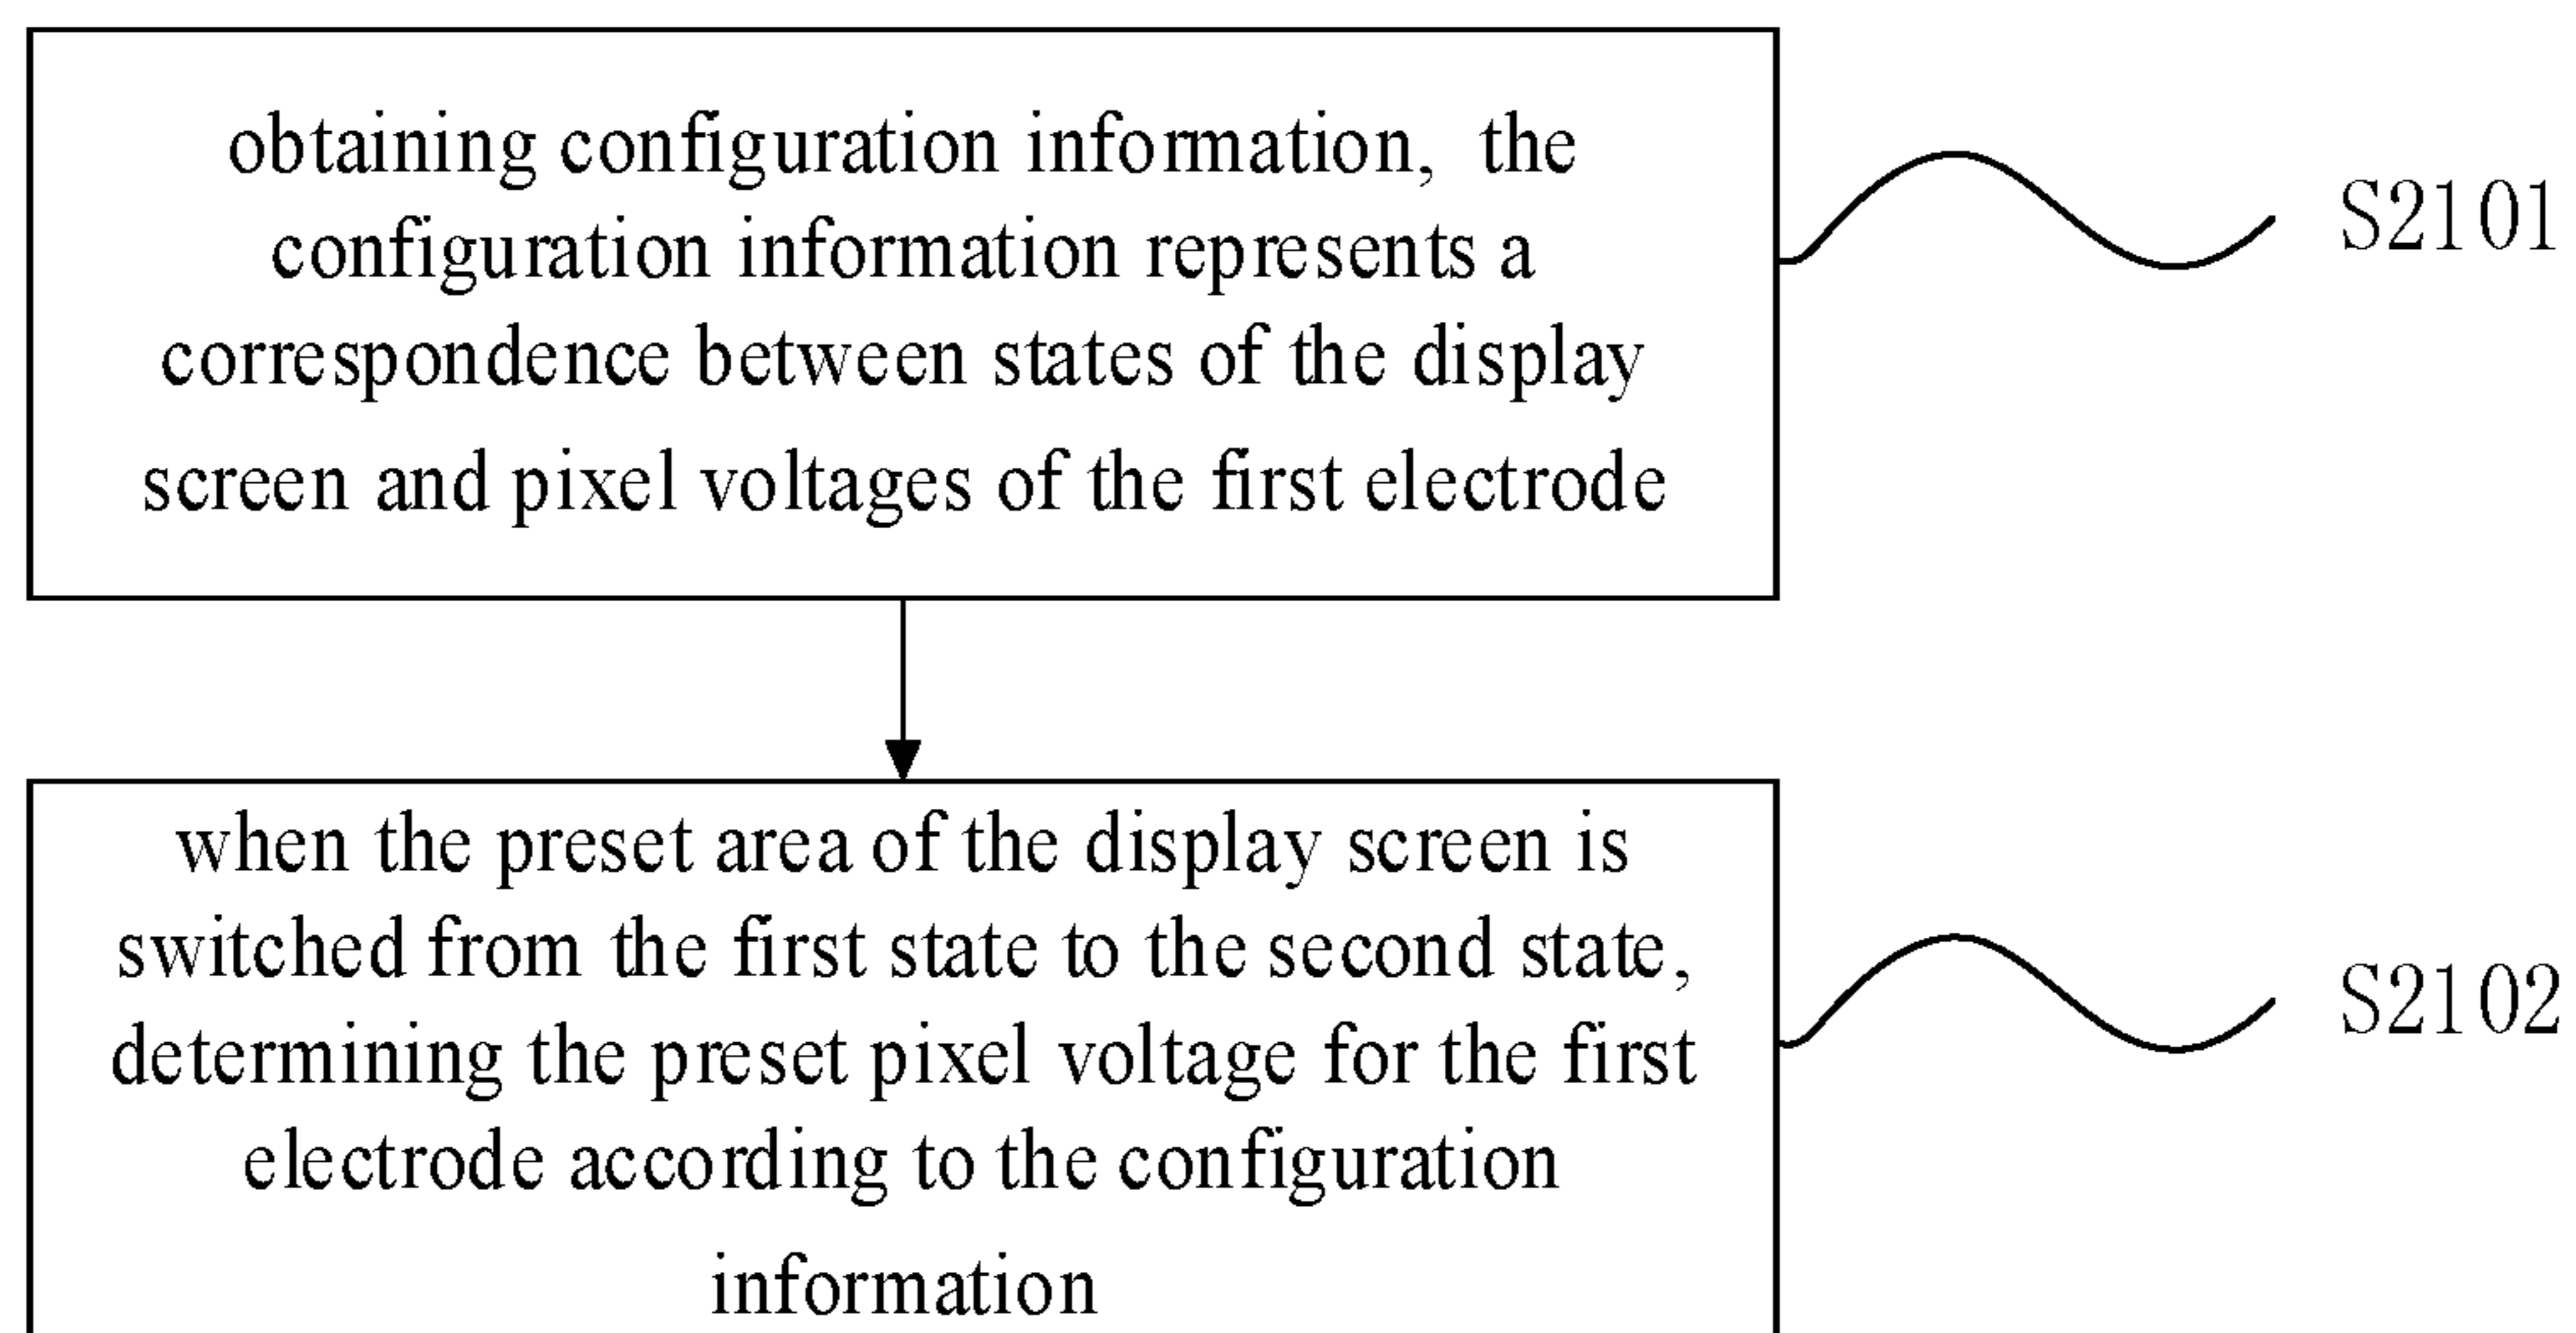 obtaining configuration information, the
configuration information represents a
correspondence between states of the display
screen and pixel voltages of the first electrode
S2101
when the preset area of the display screen is
switched from the first state to the second state,
determining the preset pixel voltage for the first
electrode according to the configuration
information
S2102